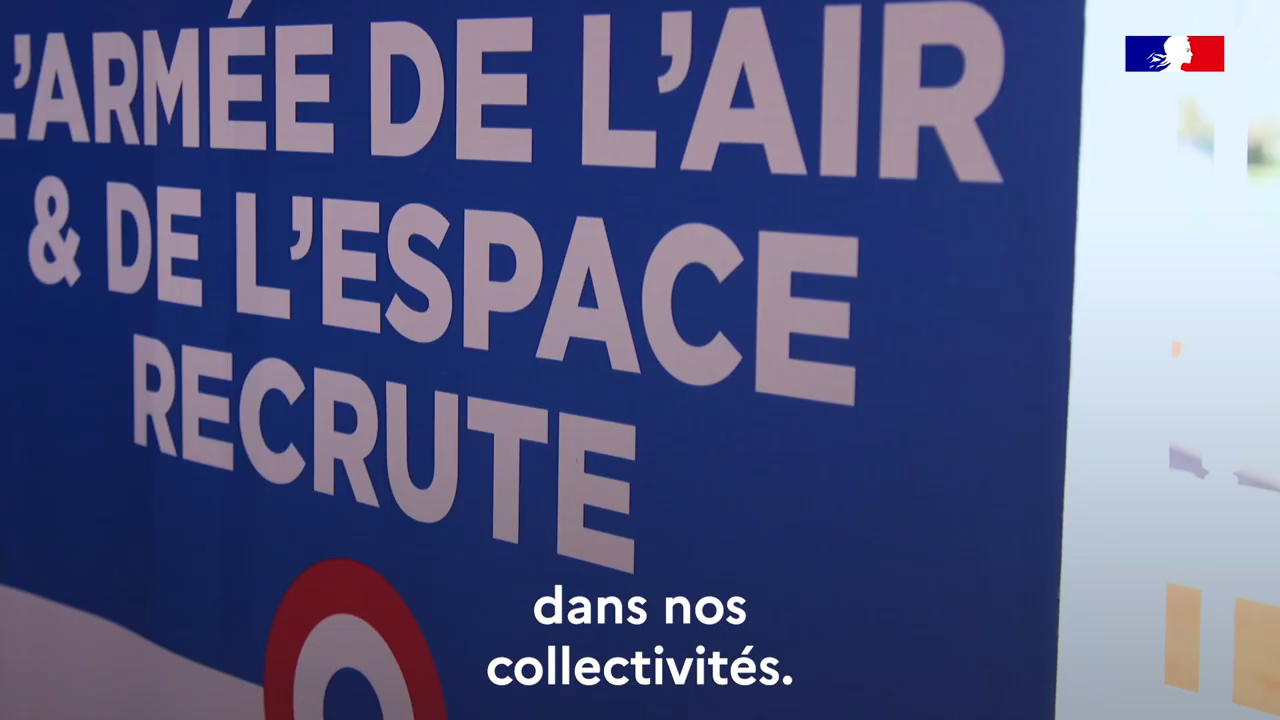 L'ARMÉE DE L'AIR
& DE L'ESPACE
RECRUTE
dans nos
collectivités.